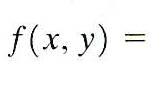 f(x, y) =